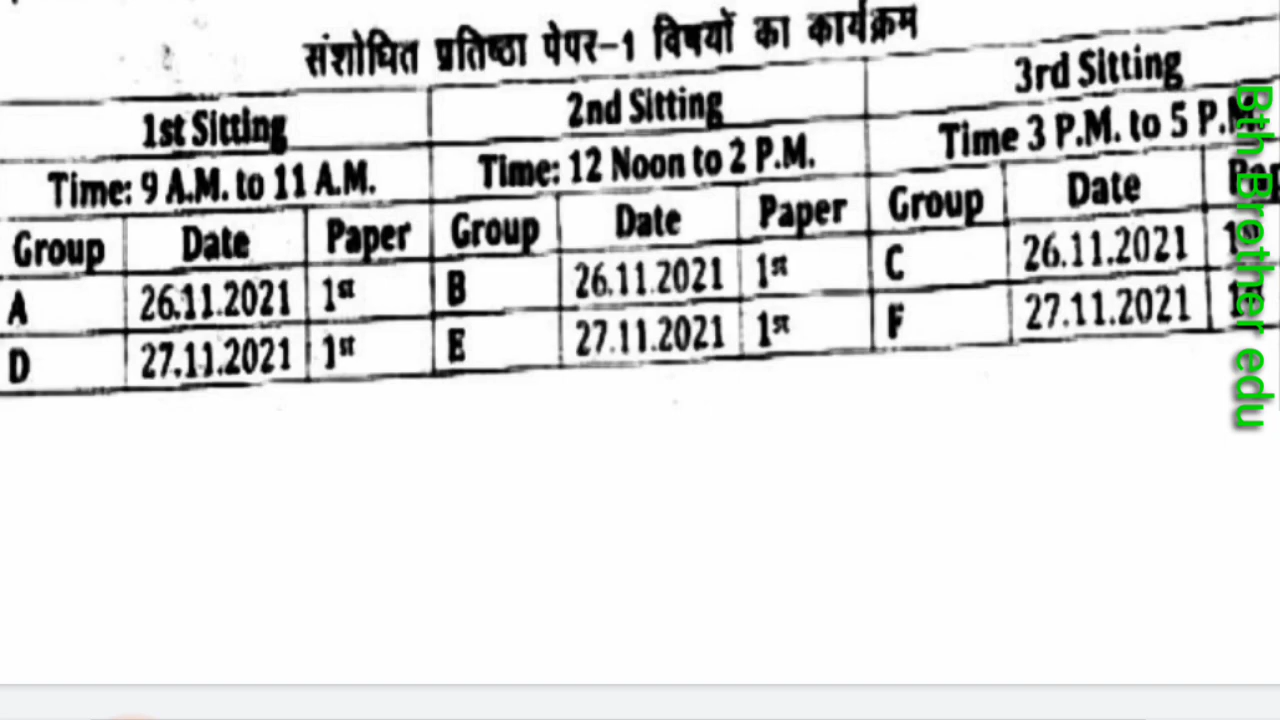 संशोधित प्रतिष्ठा पेपर-1 विषयों का कार्यक्रम
1st Sitting 2nd Sitting 3rd Sitting
Time: 9 A.M. to 11 A.M. Time: 12 Noon to 2 P.M. Time 3 P.M. to 5
Group Date Paper Group Date Paper Group Date
A 26.11.2021 1st B 26.11.2021 1st C 26.11.2021
D 27.11.2021 1st E 27.11.2021 1st F 27.11.2021
Bth Brother edu